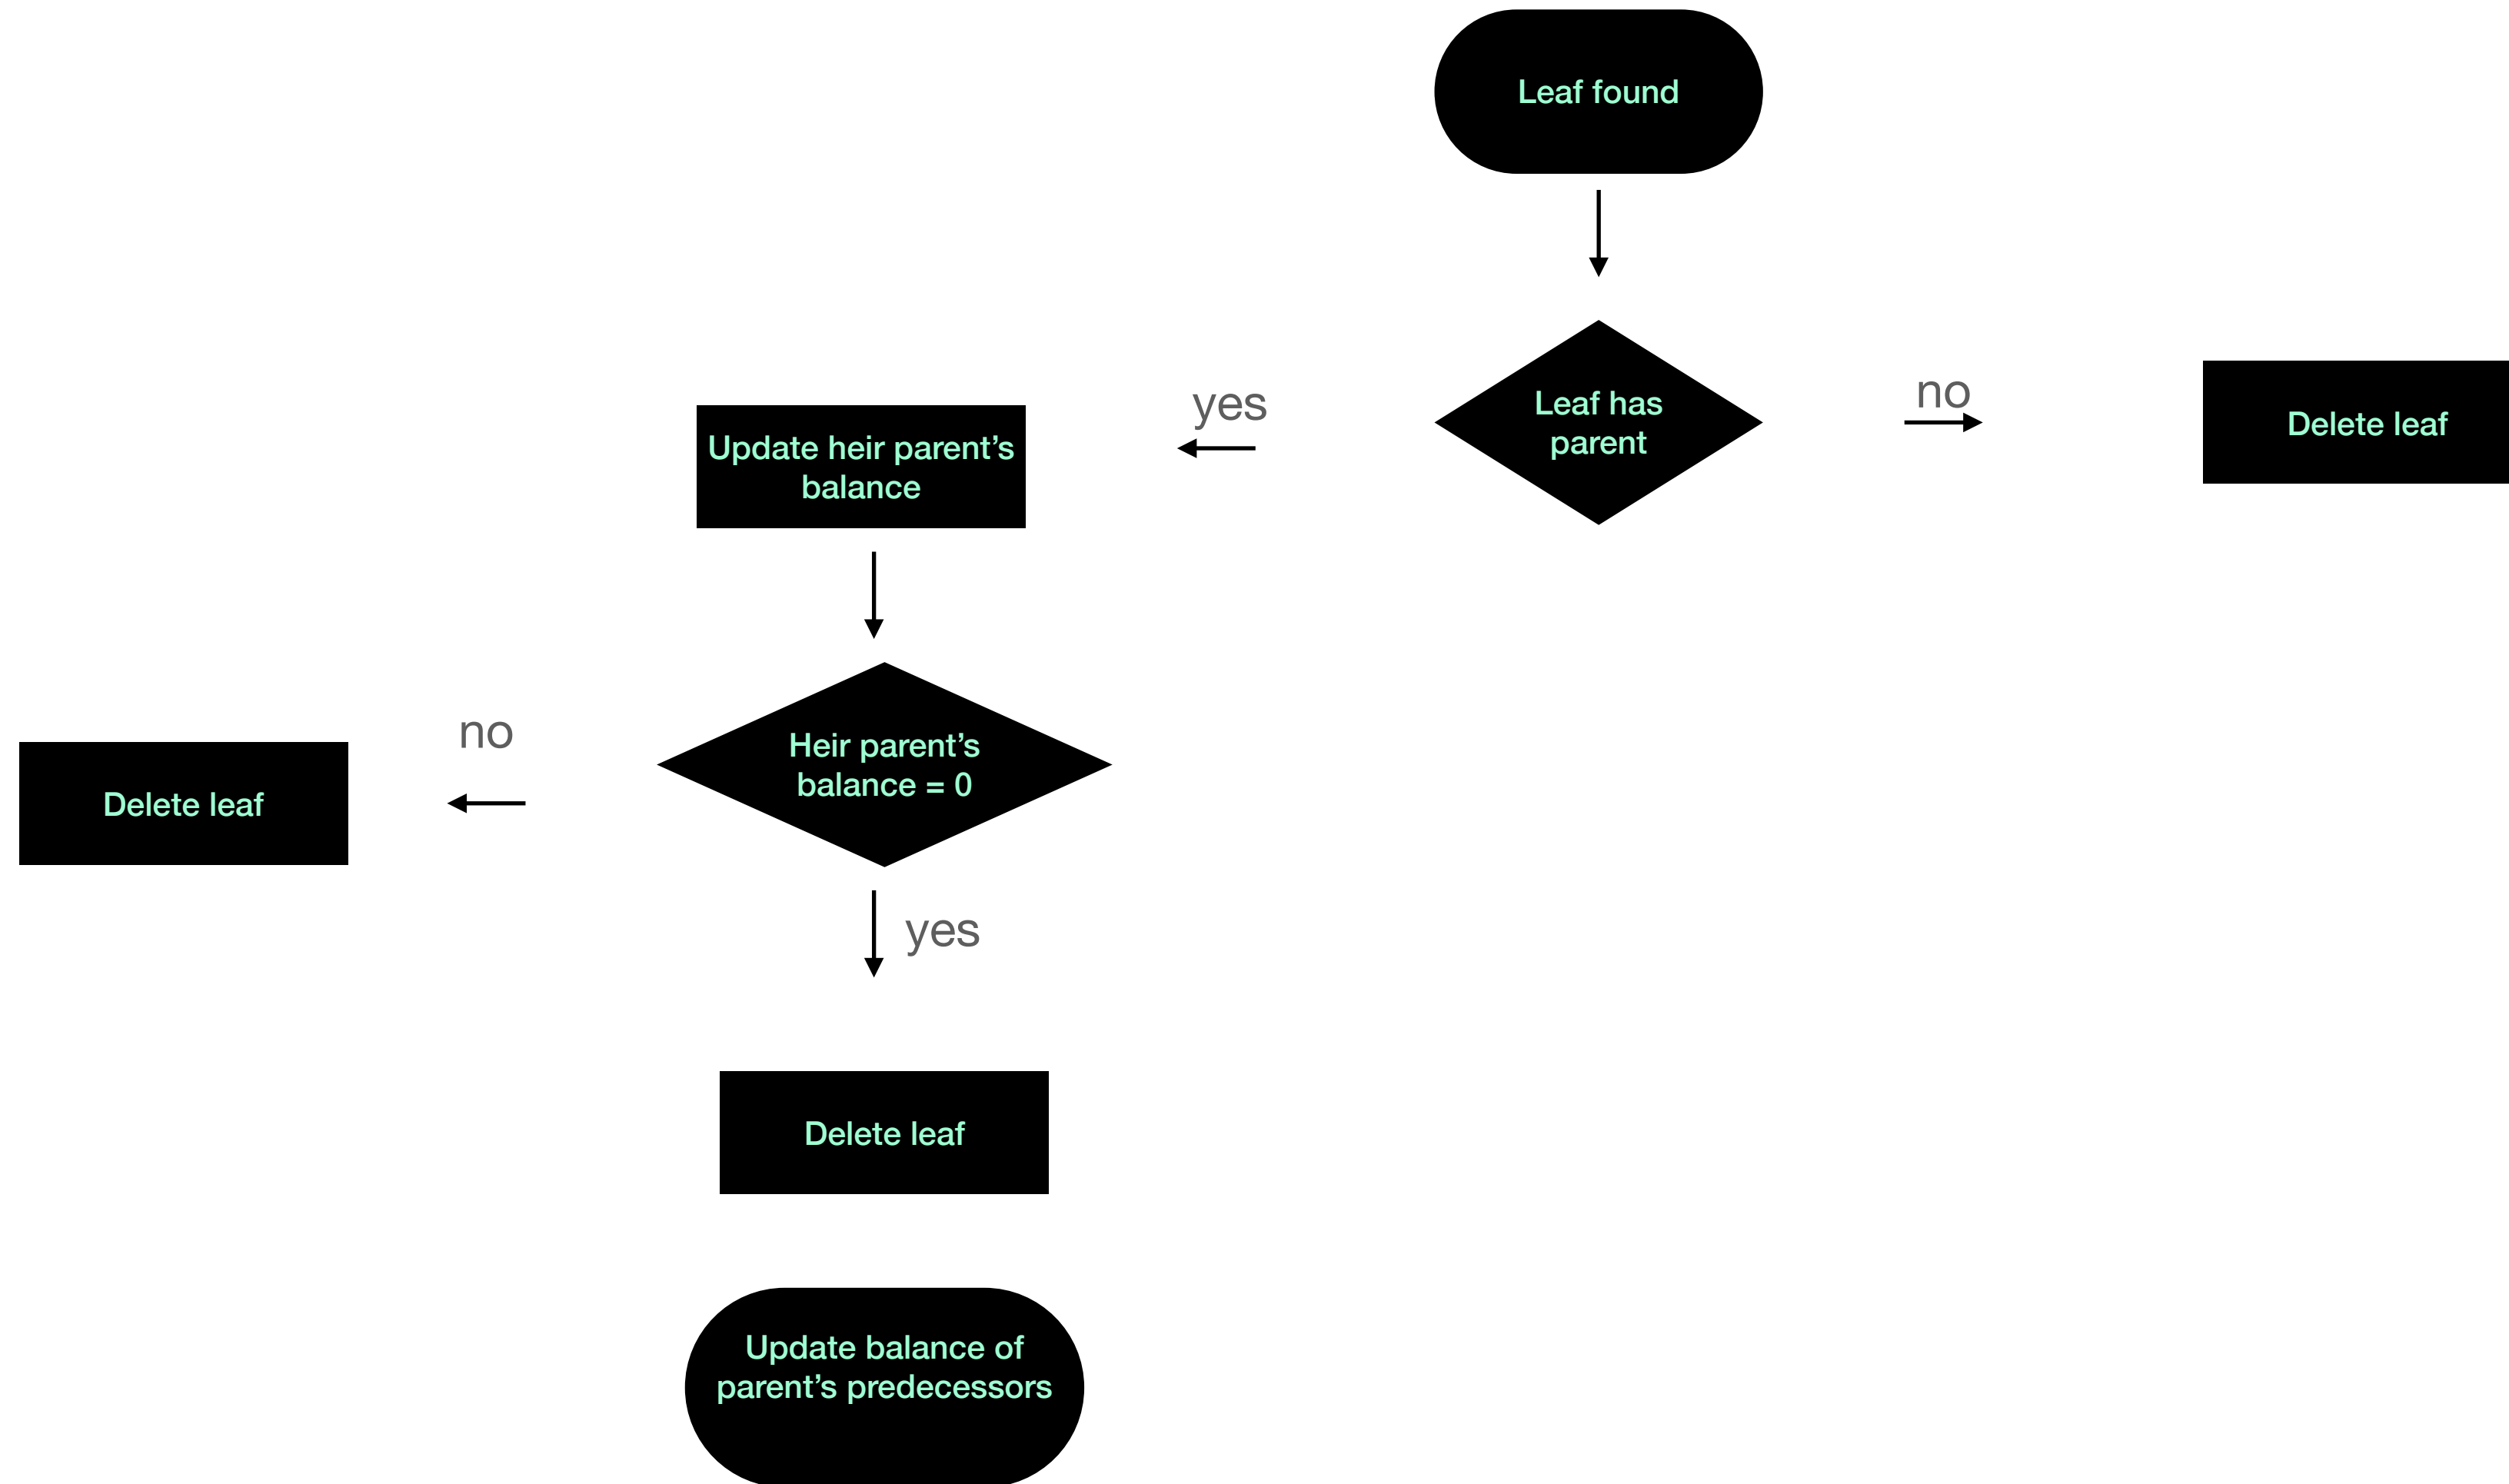 Leaf found
Leaf has
parent
yes
no
Delete leaf
Update heir parent’s
balance
Heir parent’s
balance = 0
no
Delete leaf
yes
Delete leaf
Update balance of
parent’s predecessors